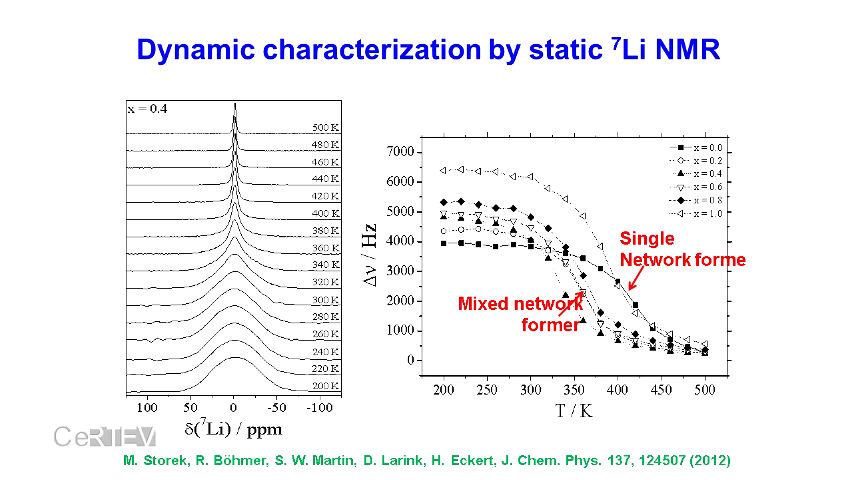 Dynamic characterization by static ⁷Li NMR
x = 0.4
500 K
480 K
460 K
440 K
420 K
400 K
380 K
360 K
340 K
320 K
300 K
280 K
260 K
240 K
220 K
200 K
100 50 0 -50 -100
δ(⁷Li) / ppm
Δν / Hz
7000
6000
5000
4000
3000
2000
1000
0
x = 0.0
x = 0.2
x = 0.4
x = 0.6
x = 0.8
x = 1.0
Single
Network forme
Mixed network
former
200 250 300 350 400 450 500
T / K
CeRTEV
M. Storek, R. Böhmer, S. W. Martin, D. Larink, H. Eckert, J. Chem. Phys. 137, 124507 (2012)